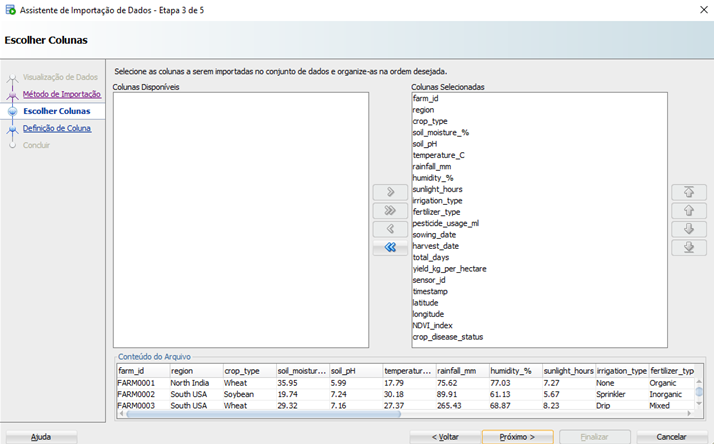 Assistente de Importação de Dados - Etapa 3 de 5
Escolher Colunas
Visualização de Dados
Método de Importação
Escolher Colunas
Definição de Coluna
Concluir
Selecione as colunas a serem importadas no conjunto de dados e organize-as na ordem desejada.
Colunas Disponíveis
Colunas Selecionadas
farm_id
region
crop_type
soil_moisture_%
soil_pH
temperature_C
rainfall_mm
humidity_%
sunlight_hours
irrigation_type
fertilizer_type
pesticide_usage_ml
sowing_date
harvest_date
total_days
yield_kg_per_hectare
sensor_id
timestamp
latitude
longitude
NDVI_index
crop_disease_status
Conteúdo do Arquivo
farm_id region crop_type soil_moistur... soil_pH temperatur... rainfall_mm humidity_% sunlight_hours irrigation_type fertilizer_typ
FARM0001 North India Wheat 35.95 5.99 17.79 75.62 77.03 7.27 None Organic
FARM0002 South USA Soybean 19.74 7.24 30.18 89.91 61.13 5.67 Sprinkler Inorganic
FARM0003 South USA Wheat 29.32 7.16 27.37 265.43 68.87 8.23 Drip Mixed
Ajuda
< Voltar
Próximo >
Finalizar
Cancelar